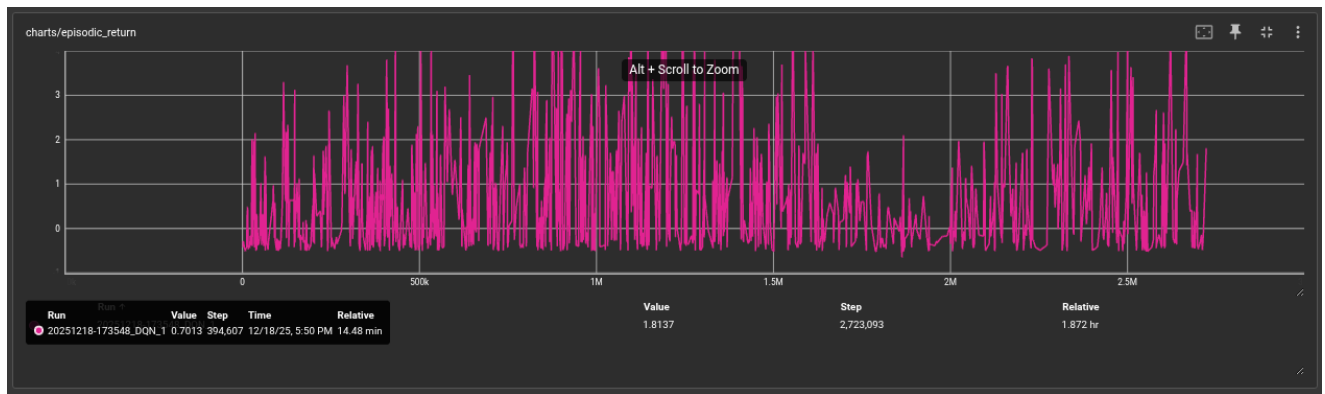 charts/episodic_return
Alt + Scroll to Zoom
3
2
1
0
0 500k 1M 1.5M 2M 2.5M
Run ↑ Value Step Relative
1.8137 2,723,093 1.872 hr
Run Value Step Time Relative
20251218-173548_DQN_1 0.7013 394,607 12/18/25, 5:50 PM 14.48 min